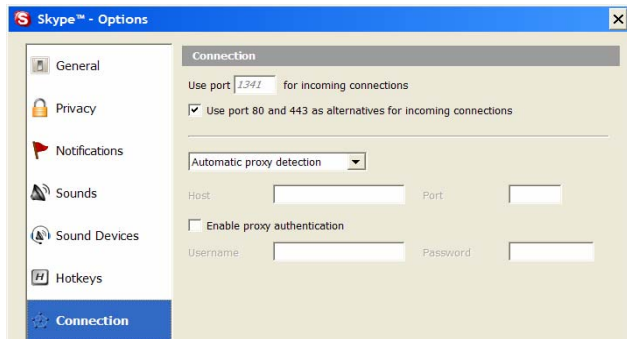 Skype™ - Options
General
Privacy
Notifications
Sounds
Sound Devices
H Hotkeys
Connection
Connection
Use port 1341 for incoming connections
Use port 80 and 443 as alternatives for incoming connections
Automatic proxy detection
Host Port
Enable proxy authentication
Username Password